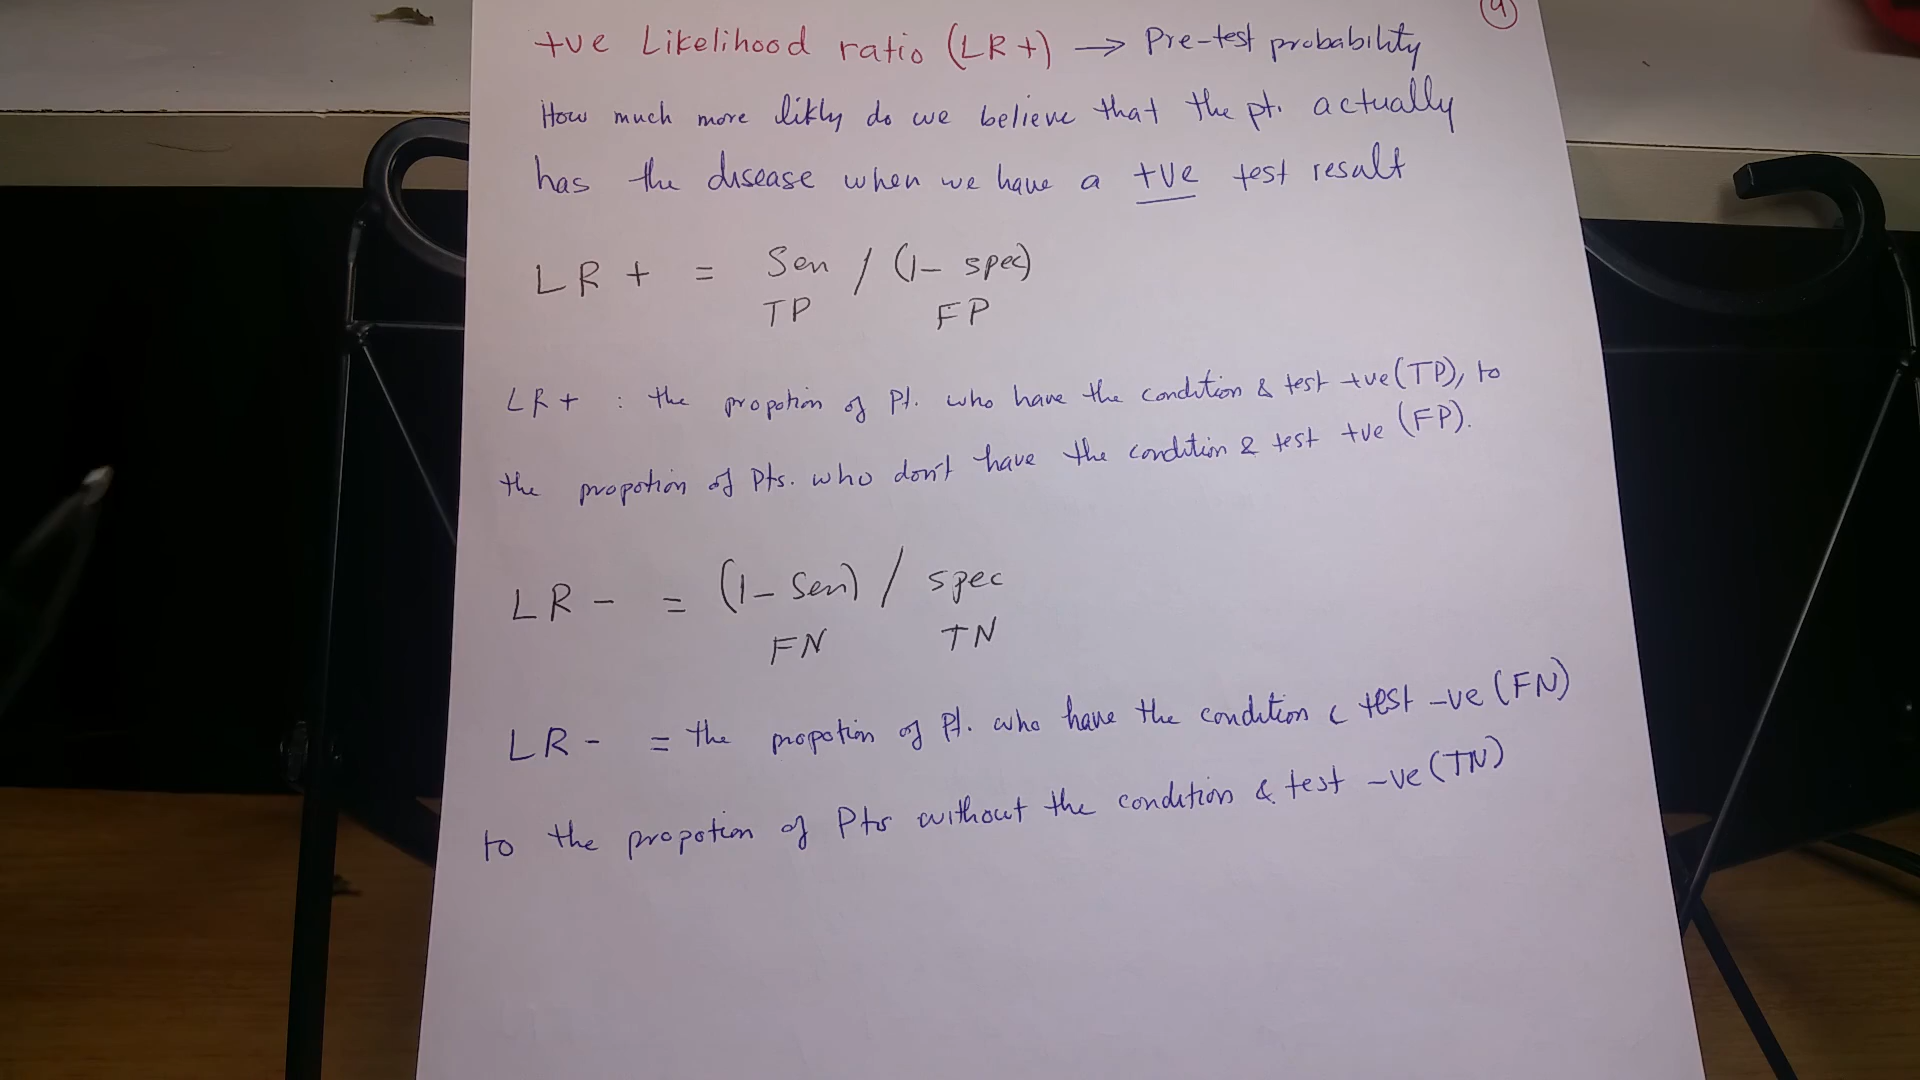 9
+ve Likelihood ratio (LR+) → Pre-test probability
How much more likly do we believe that the pt. actually
has the disease when we have a +ve test result
LR + = Sen / (1- spec)
TP FP
LR+ : the propotion of Pt. who have the condition & test +ve (TP), to
the propotion of Pts. who don't have the condition & test +ve (FP).
LR - = (1- Sen) / spec
FN TN
LR - = the propotion of Pt. who have the condition & test -ve (FN)
to the propotion of Pts without the condition & test -ve (TN)